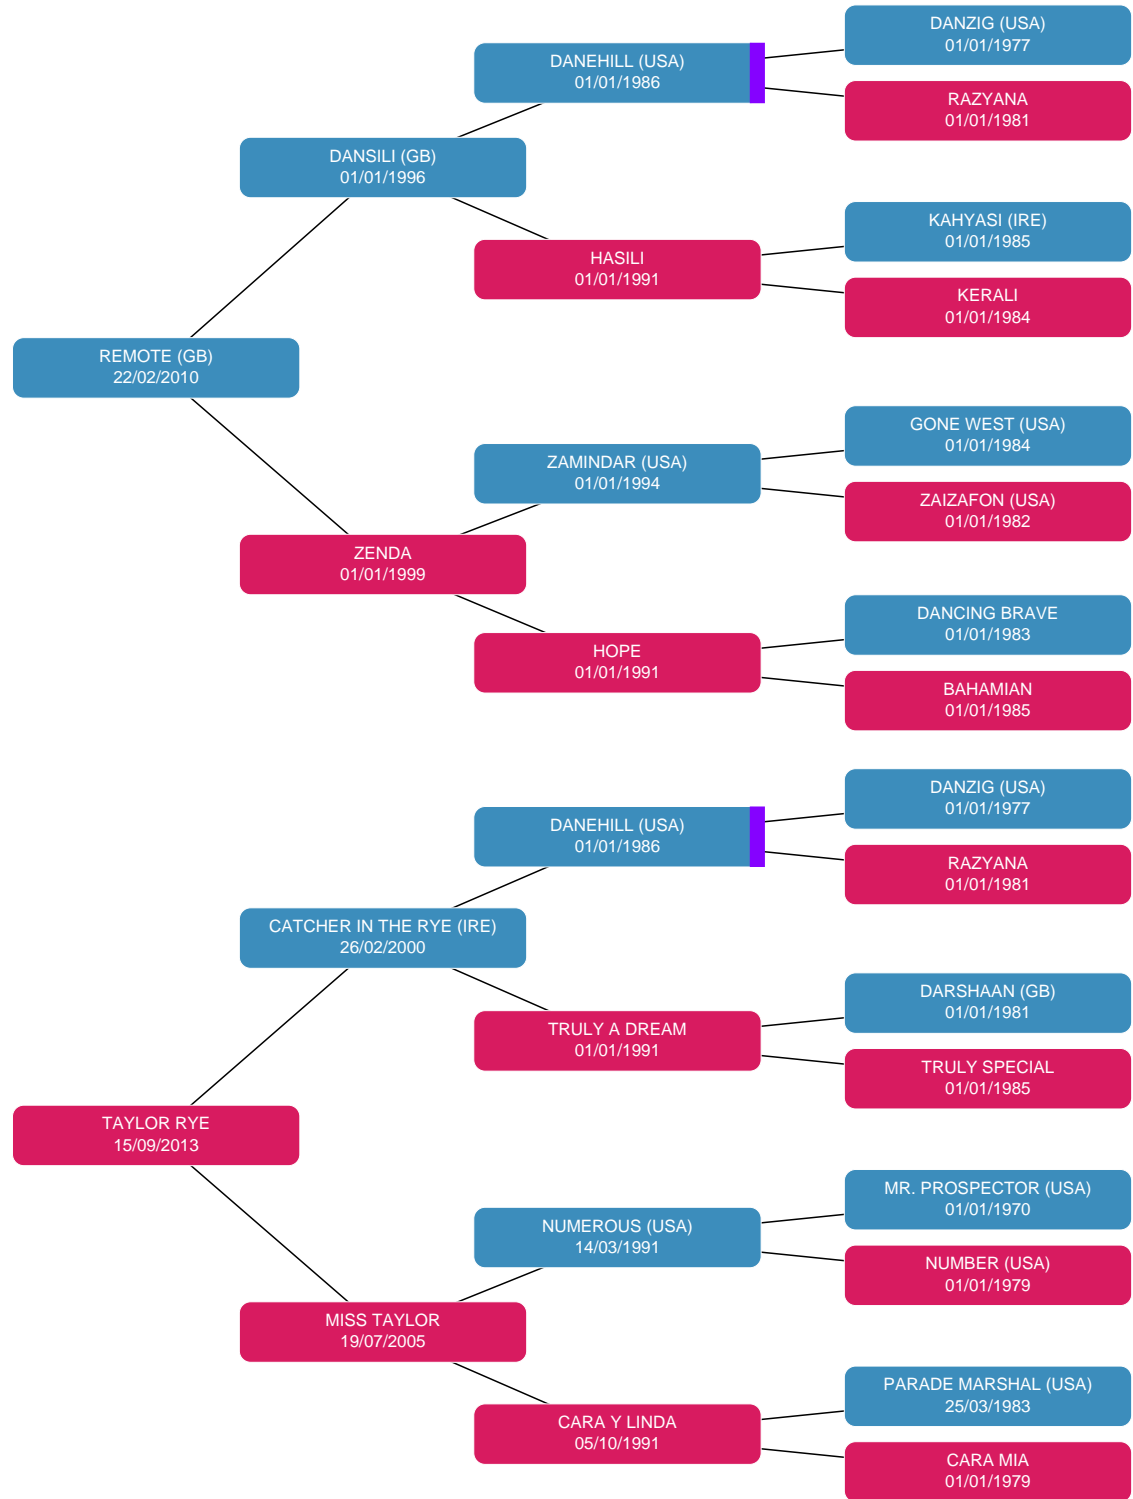 DANZIG (USA)
01/01/1977
DANEHILL (USA)
01/01/1986
RAZYANA
01/01/1981
DANSILI (GB)
01/01/1996
KAHYASI (IRE)
01/01/1985
HASILI
01/01/1991
KERALI
01/01/1984
REMOTE (GB)
22/02/2010
GONE WEST (USA)
01/01/1984
ZAMINDAR (USA)
01/01/1994
ZAIZAFON (USA)
01/01/1982
ZENDA
01/01/1999
DANCING BRAVE
01/01/1983
HOPE
01/01/1991
BAHAMIAN
01/01/1985
DANZIG (USA)
01/01/1977
DANEHILL (USA)
01/01/1986
RAZYANA
01/01/1981
CATCHER IN THE RYE (IRE)
26/02/2000
DARSHAAN (GB)
01/01/1981
TRULY A DREAM
01/01/1991
TRULY SPECIAL
01/01/1985
TAYLOR RYE
15/09/2013
MR. PROSPECTOR (USA)
01/01/1970
NUMEROUS (USA)
14/03/1991
NUMBER (USA)
01/01/1979
MISS TAYLOR
19/07/2005
PARADE MARSHAL (USA)
25/03/1983
CARA Y LINDA
05/10/1991
CARA MIA
01/01/1979